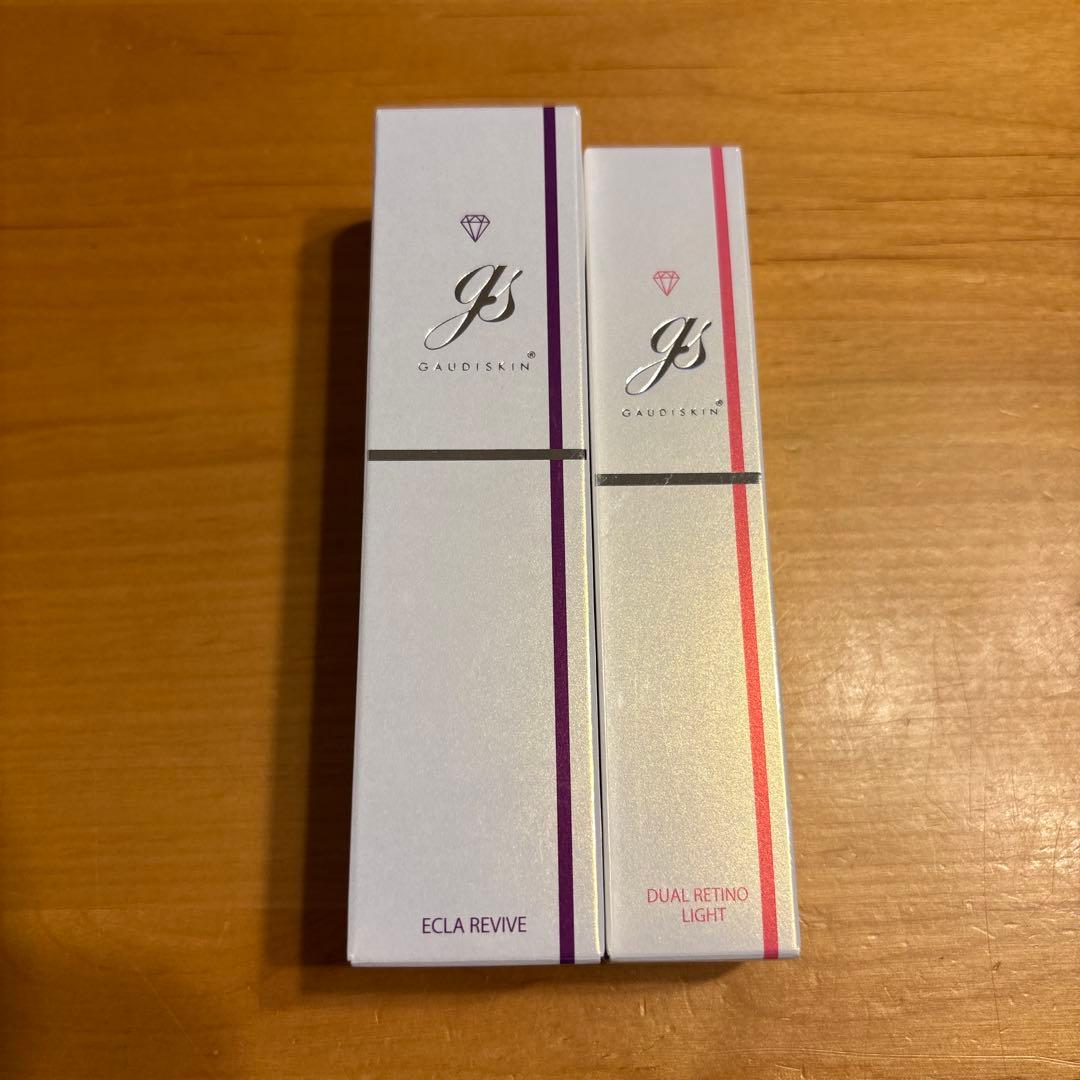 gs
GAUDISKIN®
ECLA REVIVE
gs
GAUDISKIN®
DUAL RETINO
LIGHT